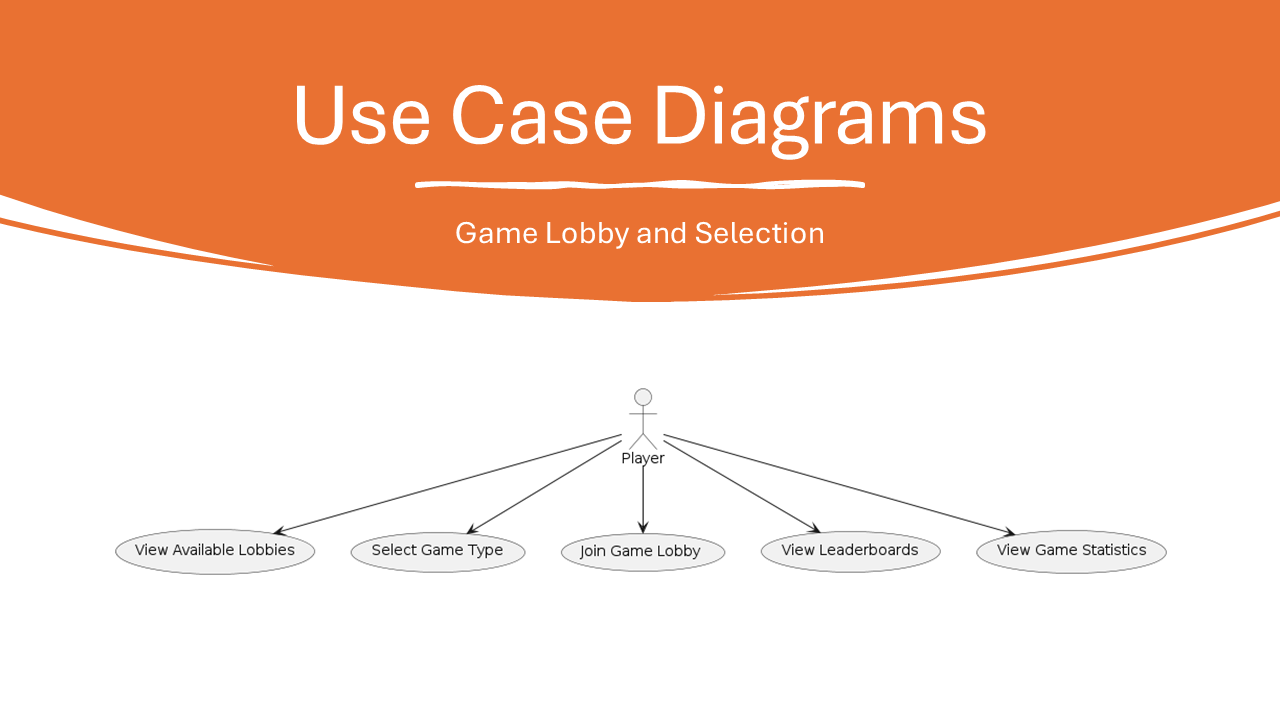 Use Case Diagrams
Game Lobby and Selection
Player
View Available Lobbies
Select Game Type
Join Game Lobby
View Leaderboards
View Game Statistics